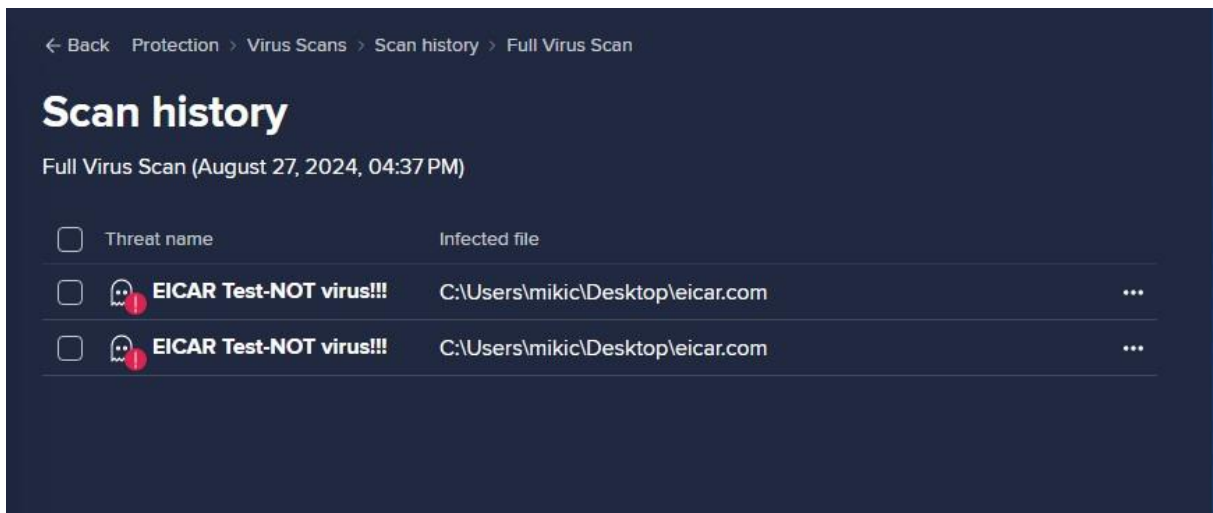 ← Back Protection > Virus Scans > Scan history > Full Virus Scan
Scan history
Full Virus Scan (August 27, 2024, 04:37 PM)
Threat name Infected file
EICAR Test-NOT virus!!! C:\Users\mikic\Desktop\eicar.com ...
EICAR Test-NOT virus!!! C:\Users\mikic\Desktop\eicar.com ...